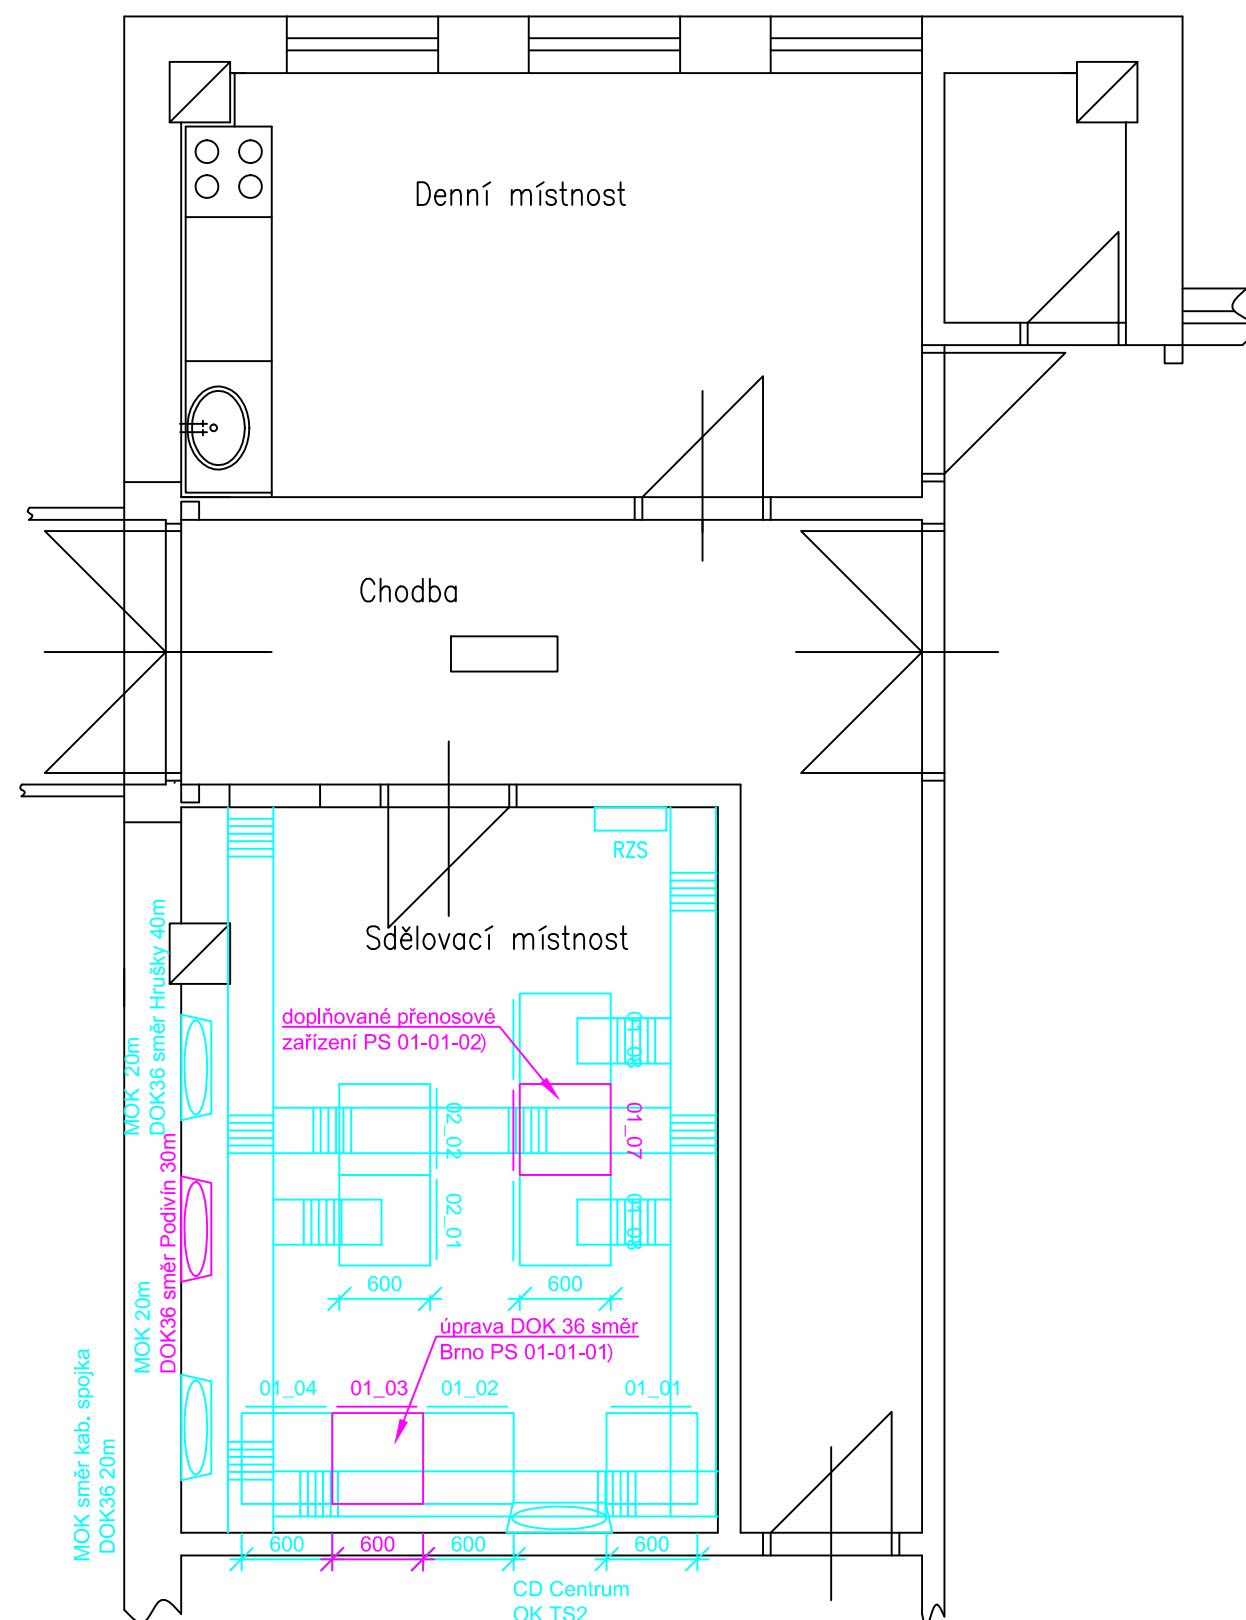 Denní místnost
Chodba
RZS
Sdělovací místnost
MOK 20m
DOK36 směr Hrušky 40m
doplňované přenosové
zařízení PS 01-01-02)
01_08
02_02
01_07
02_01
01_08
MOK 20m
DOK36 směr Podivín 30m
600
600
úprava DOK 36 směr
Brno PS 01-01-01)
MOK směr kab. spojka
DOK36 20m
01_04
01_03
01_02
01_01
600
600
600
600
CD Centrum
OK TS2